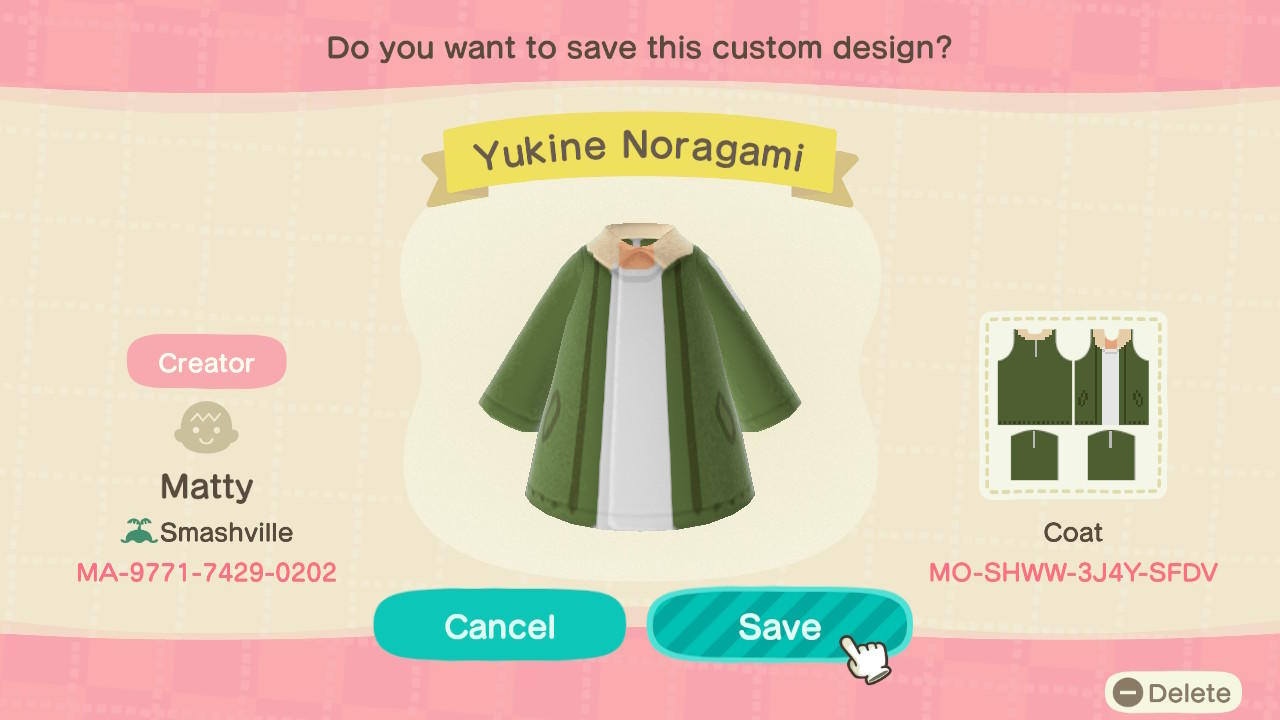 Do you want to save this custom design?
Yukine Noragami
Creator
Matty
Smashville
MA-9771-7429-0202
Coat
MO-SHWW-3J4Y-SFDV
Cancel
Save
Delete